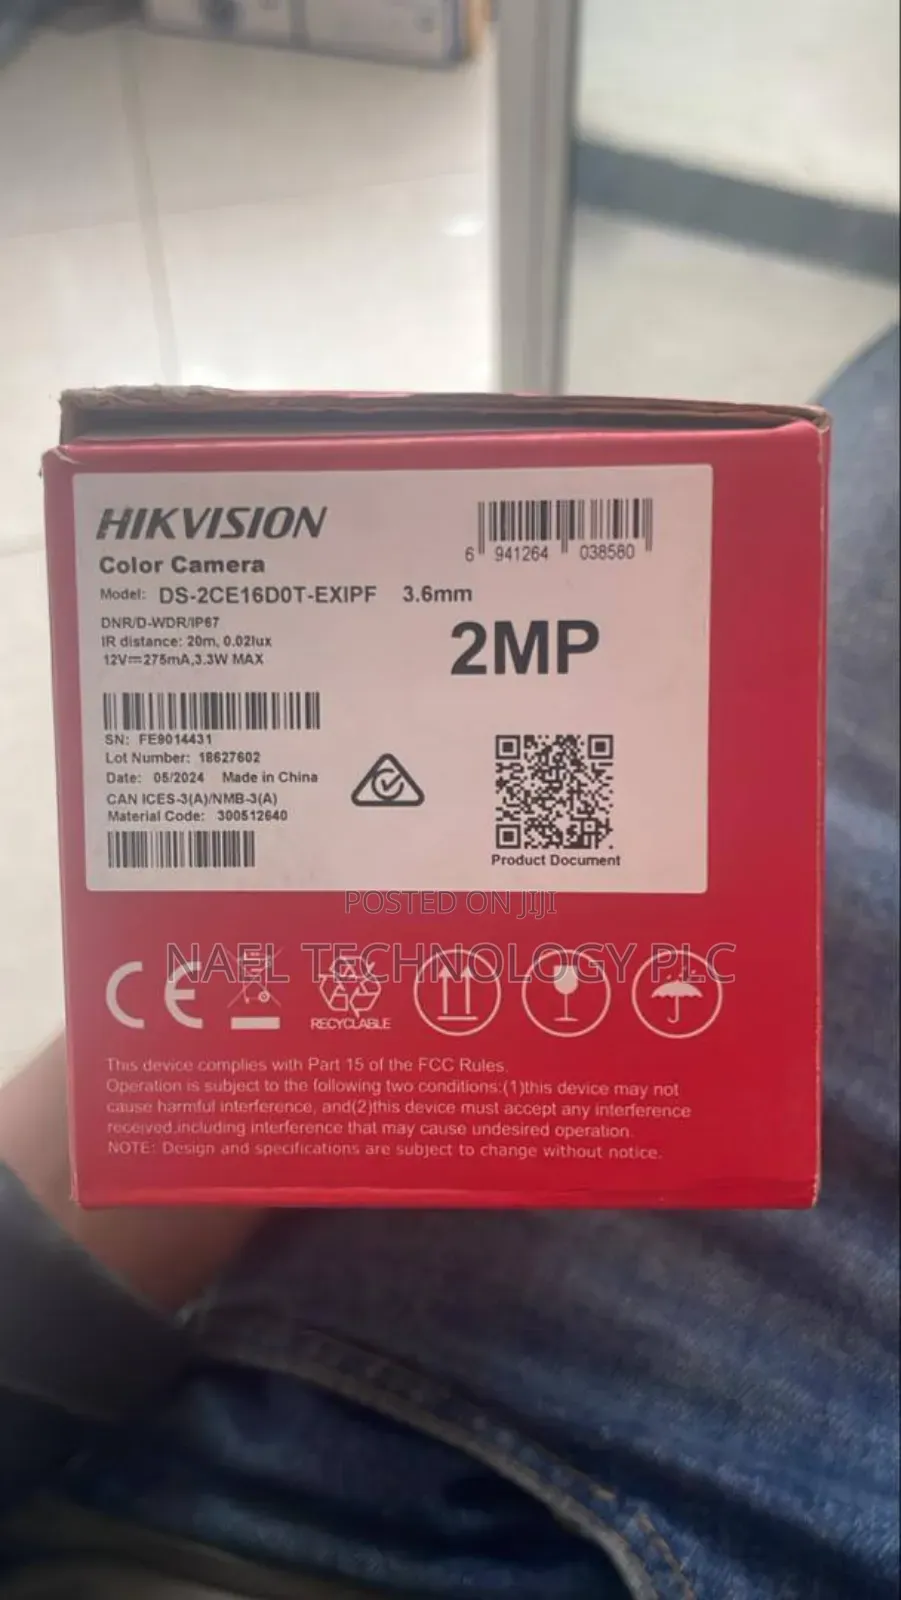 HIKVISION
Color Camera
Model: DS-2CE16D0T-EXIPF 3.6mm
DNR/D-WDR/IP67
IR distance: 20m, 0.02lux
12V⎓275mA,3.3W MAX
6 941264 038580
2MP
SN: FE9014431
Lot Number: 18627602
Date: 05/2024 Made in China
CAN ICES-3(A)/NMB-3(A)
Material Code: 300512640
Product Document
POSTED ON JIJI
NAEL TECHNOLOGY PLC
CE
RECYCLABLE
This device complies with Part 15 of the FCC Rules.
Operation is subject to the following two conditions:(1)this device may not
cause harmful interference, and(2)this device must accept any interference
received,including interference that may cause undesired operation.
NOTE: Design and specifications are subject to change without notice.